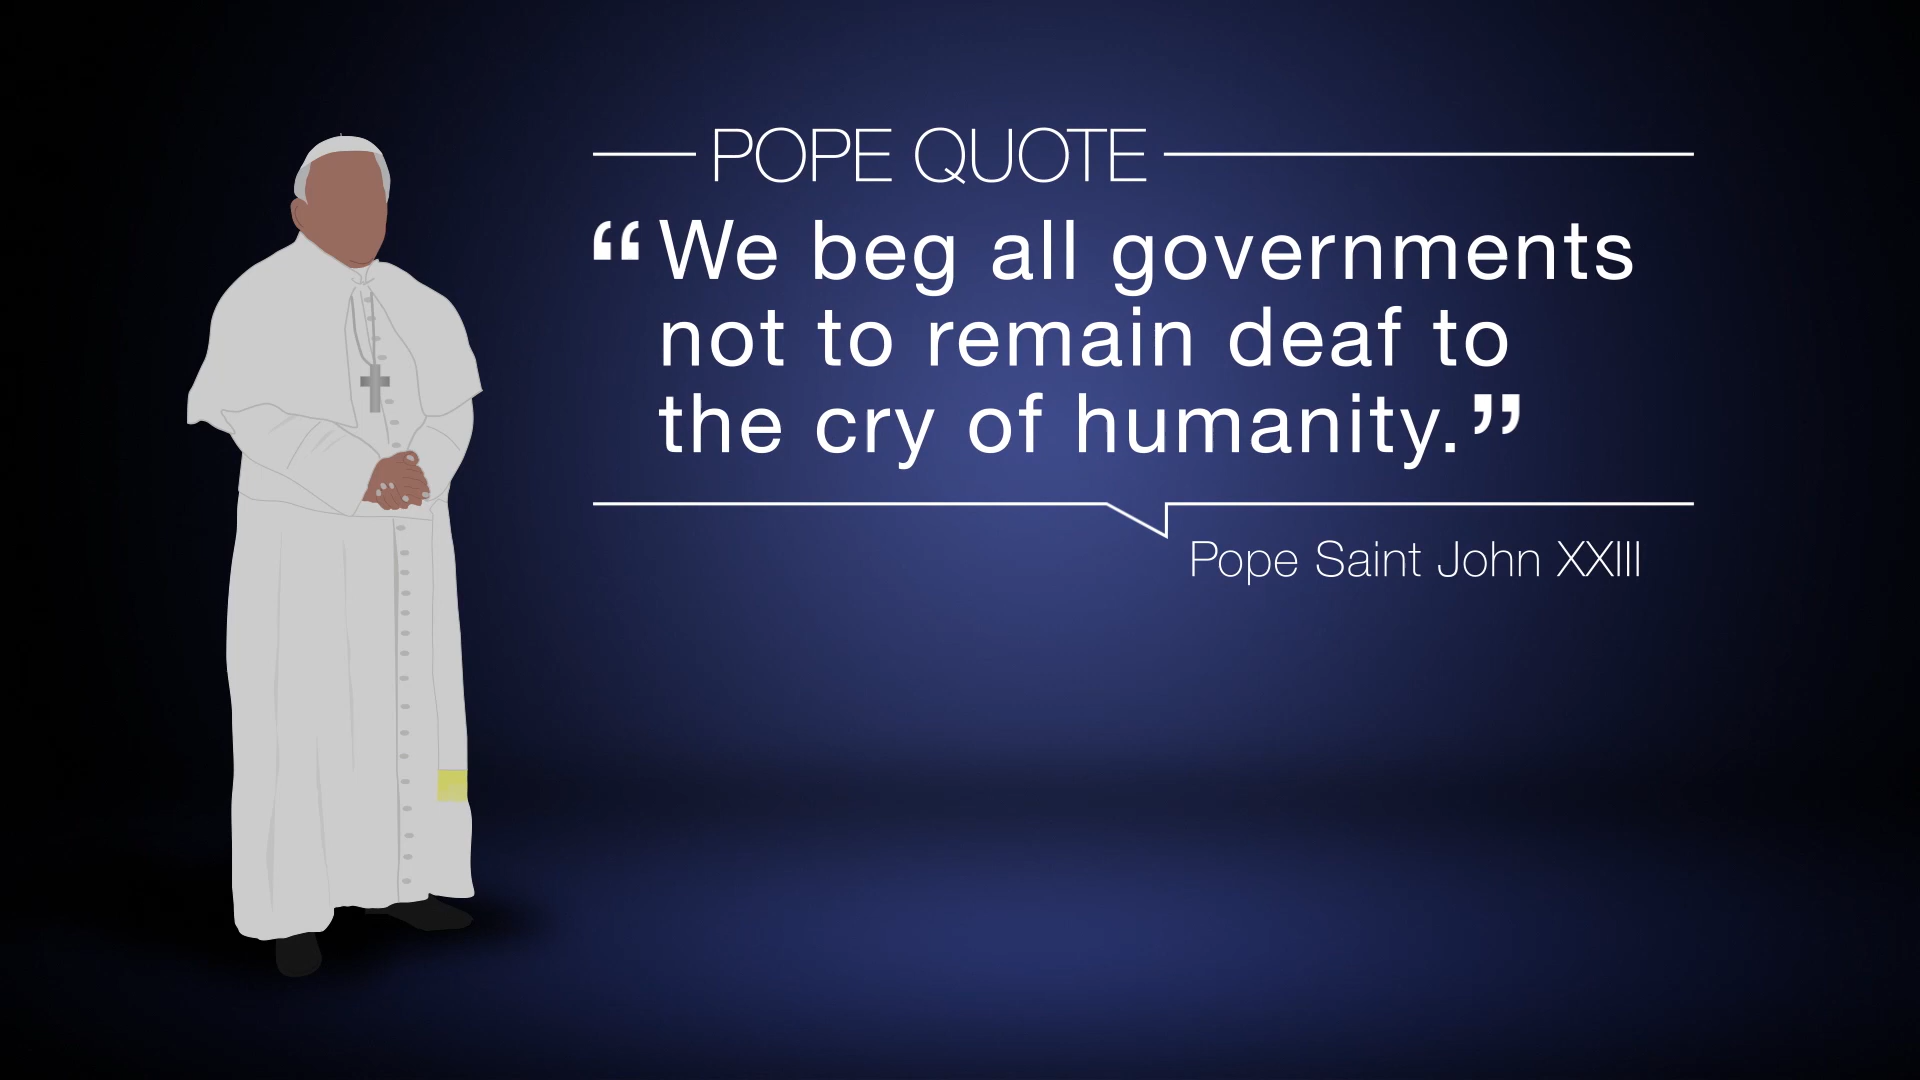 POPE QUOTE
“We beg all governments
not to remain deaf to
the cry of humanity.”
Pope Saint John XXIII